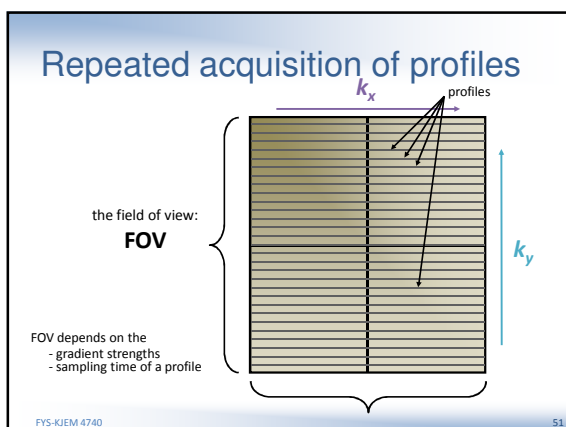 Repeated acquisition of profiles
kx
profiles
the field of view:
FOV
ky
FOV depends on the
- gradient strengths
- sampling time of a profile
FYS-KJEM 4740
51